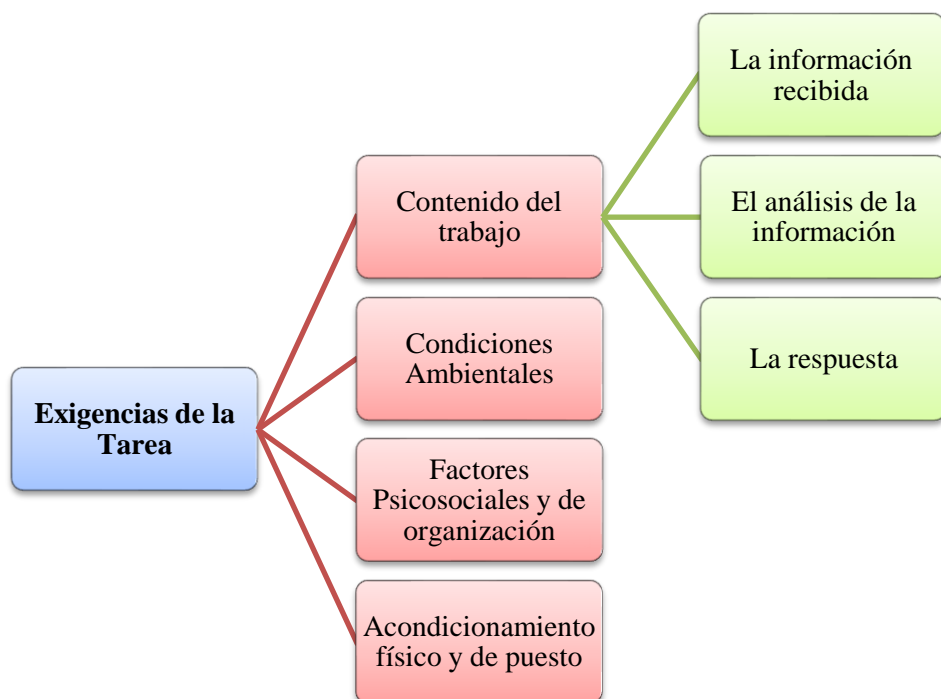 Exigencias de la
Tarea
Contenido del
trabajo
Condiciones
Ambientales
Factores
Psicosociales y de
organización
Acondicionamiento
físico y de puesto
La información
recibida
El análisis de la
información
La respuesta